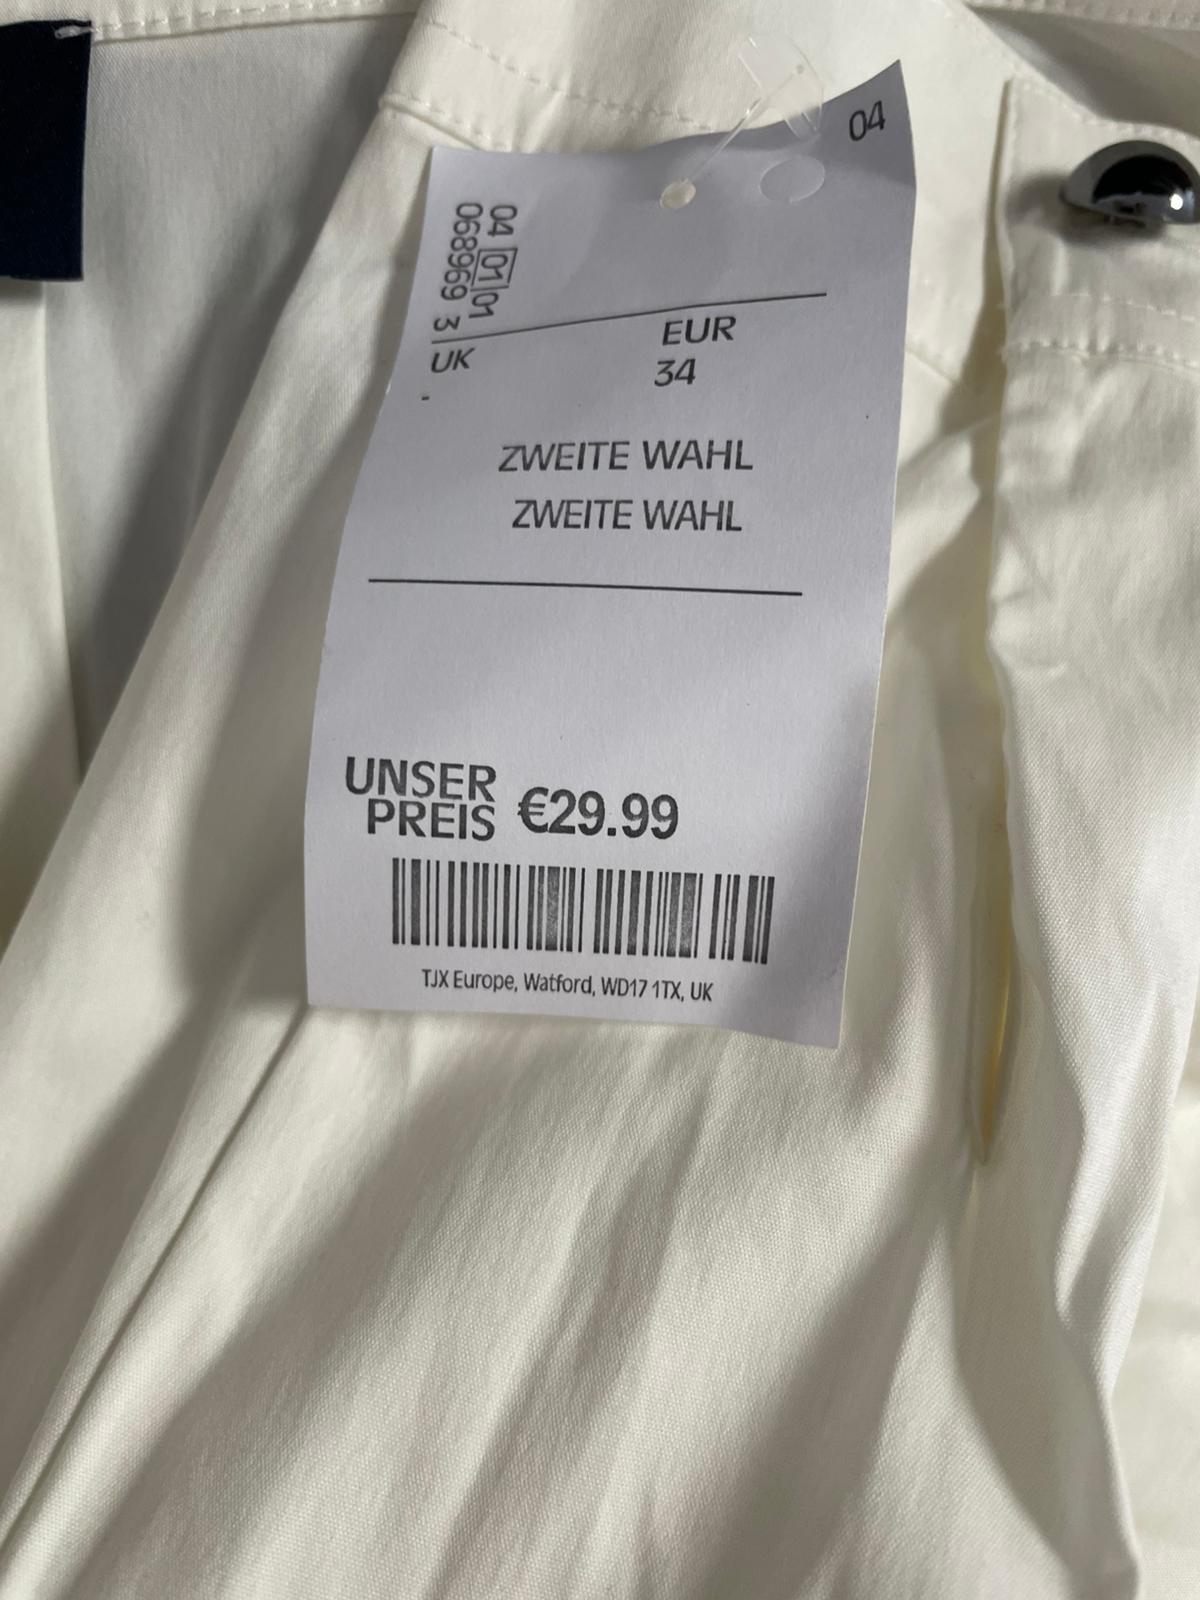 04
04 01 01
068969 3
UK EUR
- 34
ZWEITE WAHL
ZWEITE WAHL
UNSER
PREIS €29.99
TJX Europe, Watford, WD17 1TX, UK